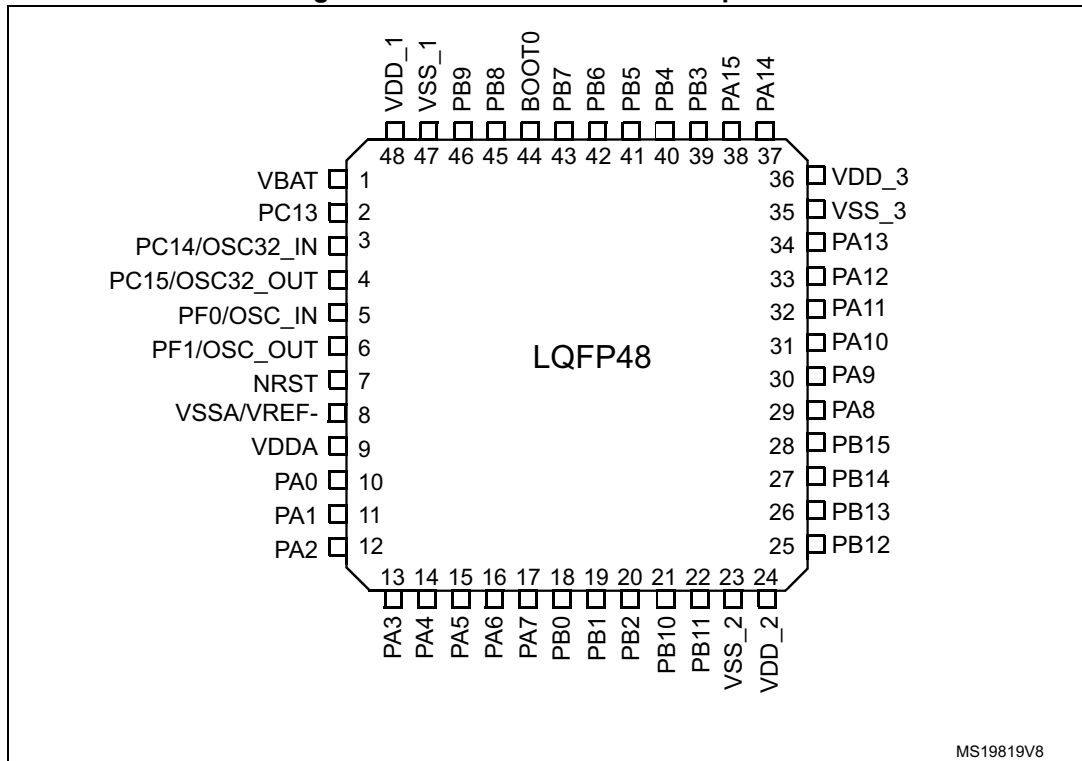 VDD_1
VSS_1
PB9
PB8
BOOT0
PB7
PB6
PB5
PB4
PB3
PA15
PA14
48 47 46 45 44 43 42 41 40 39 38 37
VBAT 1
PC13 2
PC14/OSC32_IN 3
PC15/OSC32_OUT 4
PF0/OSC_IN 5
PF1/OSC_OUT 6
NRST 7
VSSA/VREF- 8
VDDA 9
PA0 10
PA1 11
PA2 12
LQFP48
36 VDD_3
35 VSS_3
34 PA13
33 PA12
32 PA11
31 PA10
30 PA9
29 PA8
28 PB15
27 PB14
26 PB13
25 PB12
13 14 15 16 17 18 19 20 21 22 23 24
PA3
PA4
PA5
PA6
PA7
PB0
PB1
PB2
PB10
PB11
VSS_2
VDD_2
MS19819V8